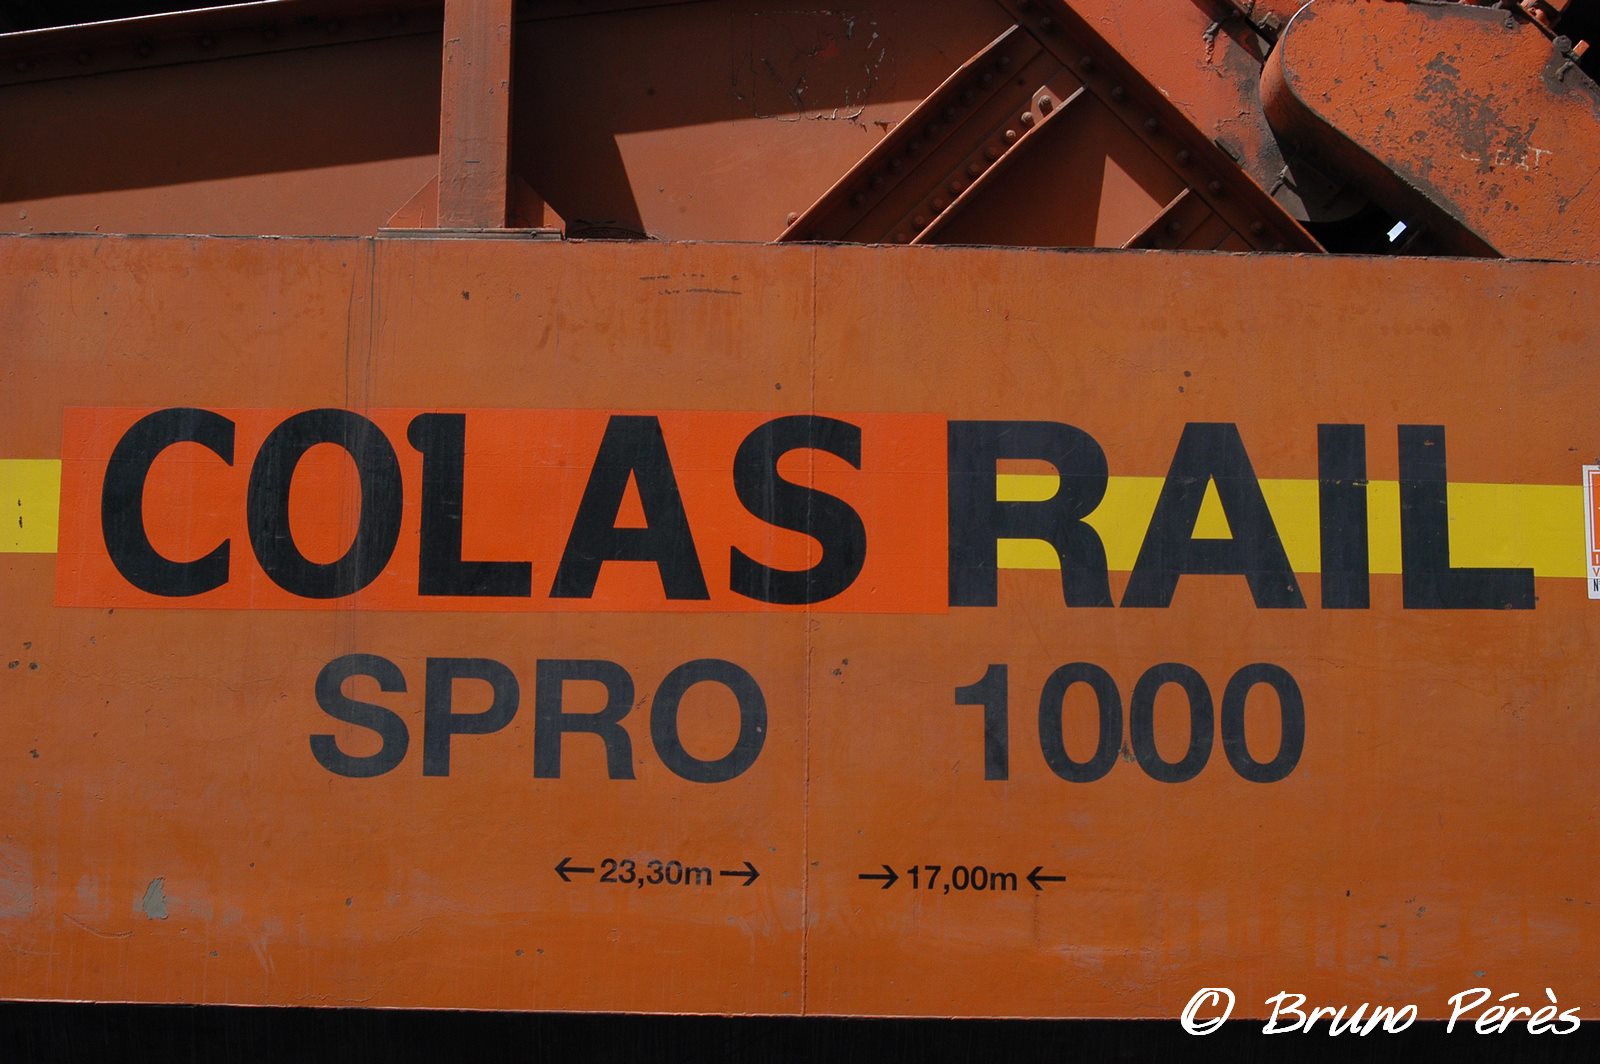 COLAS RAIL
SPRO 1000
←23,30m→ →17,00m←
© Bruno Pérès